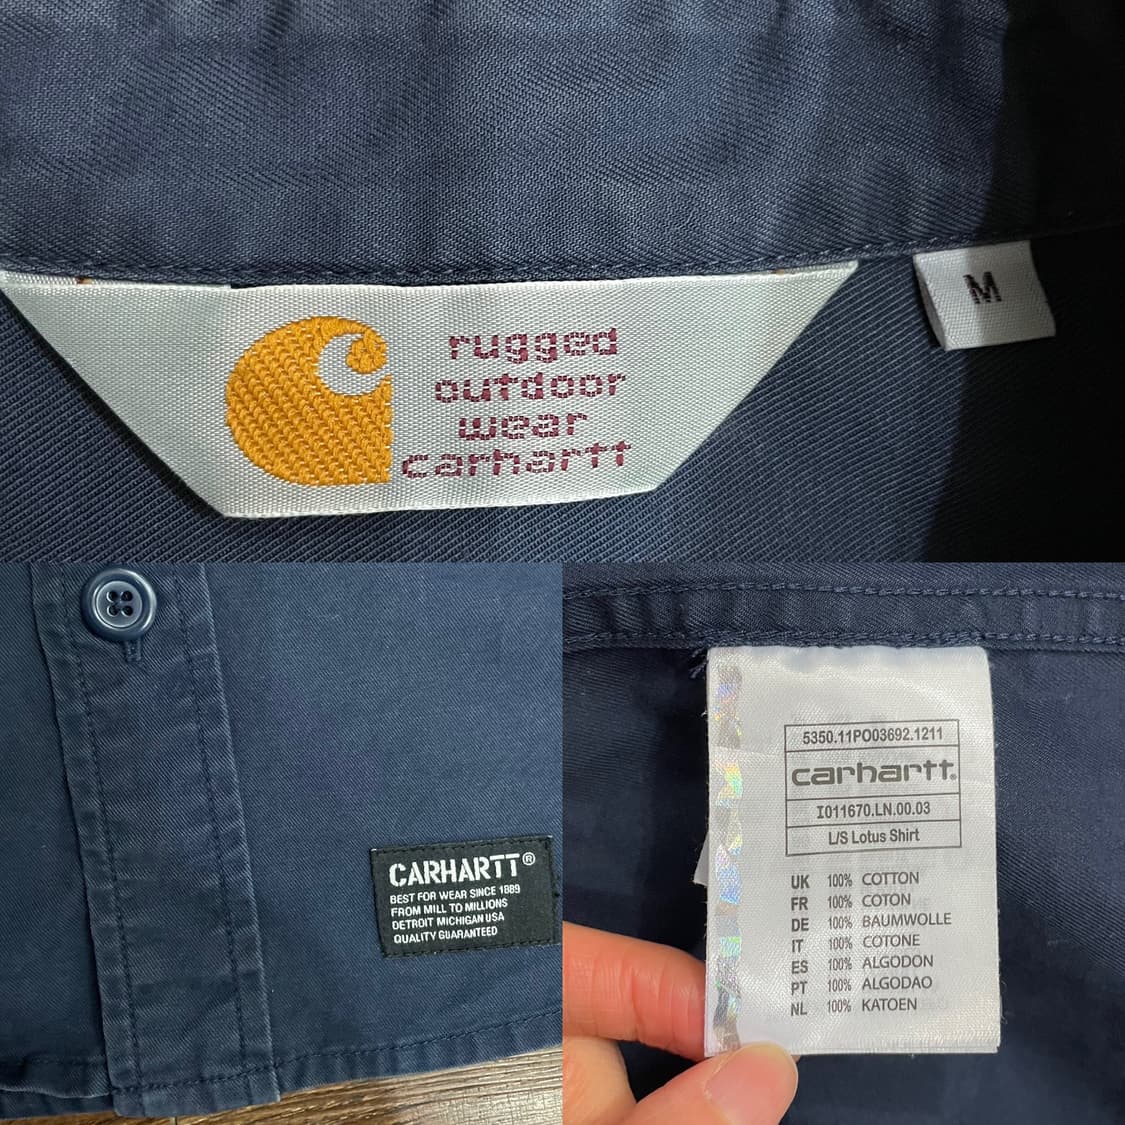 rugged
outdoor
wear
carhartt
M
CARHARTT®
BEST FOR WEAR SINCE 1889
FROM MILL TO MILLIONS
DETROIT MICHIGAN USA
QUALITY GUARANTEED
5350.11PO03692.1211
carhartt®
I011670.LN.00.03
L/S Lotus Shirt
UK 100% COTTON
FR 100% COTON
DE 100% BAUMWOLLE
IT 100% COTONE
ES 100% ALGODON
PT 100% ALGODAO
NL 100% KATOEN